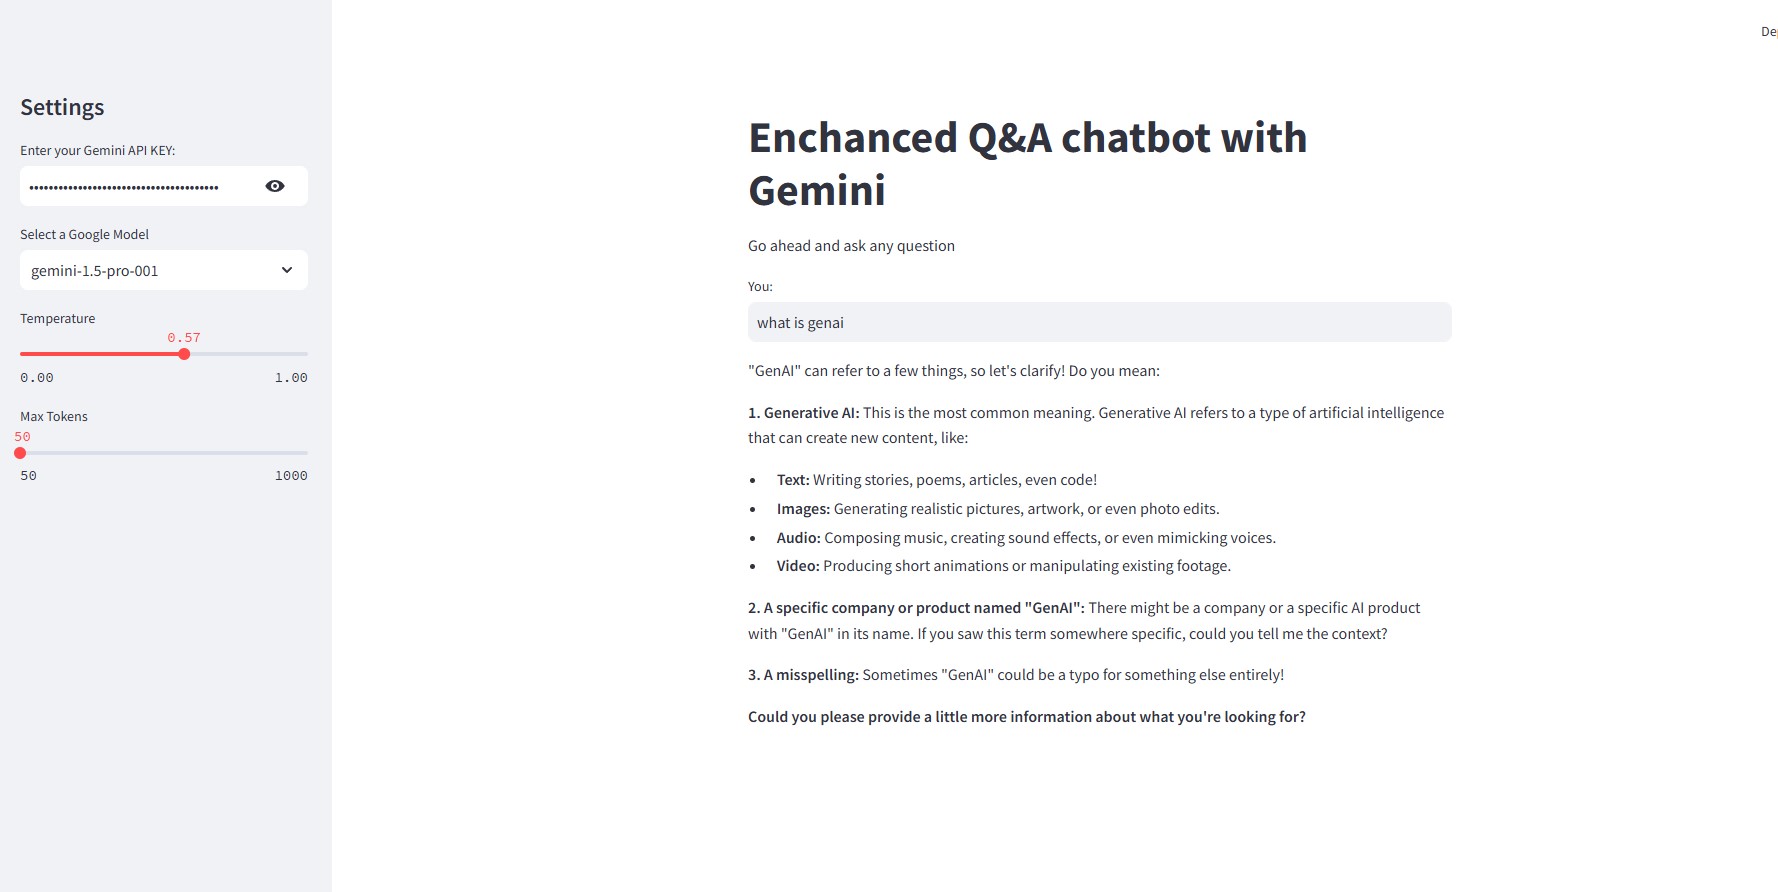 De
Settings
Enter your Gemini API KEY:
••••••••••••••••••••••••••••••••••••••
Select a Google Model
gemini-1.5-pro-001
Temperature
0.57
0.00 1.00
Max Tokens
50
50 1000
Enchanced Q&A chatbot with
Gemini
Go ahead and ask any question
You:
what is genai
"GenAI" can refer to a few things, so let's clarify! Do you mean:
1. Generative AI: This is the most common meaning. Generative AI refers to a type of artificial intelligence
that can create new content, like:
• Text: Writing stories, poems, articles, even code!
• Images: Generating realistic pictures, artwork, or even photo edits.
• Audio: Composing music, creating sound effects, or even mimicking voices.
• Video: Producing short animations or manipulating existing footage.
2. A specific company or product named "GenAI": There might be a company or a specific AI product
with "GenAI" in its name. If you saw this term somewhere specific, could you tell me the context?
3. A misspelling: Sometimes "GenAI" could be a typo for something else entirely!
Could you please provide a little more information about what you're looking for?